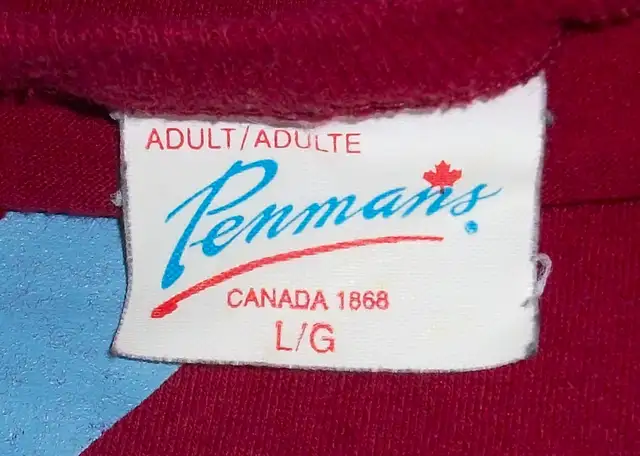 ADULT/ADULTE
Penmans
CANADA 1868
L/G